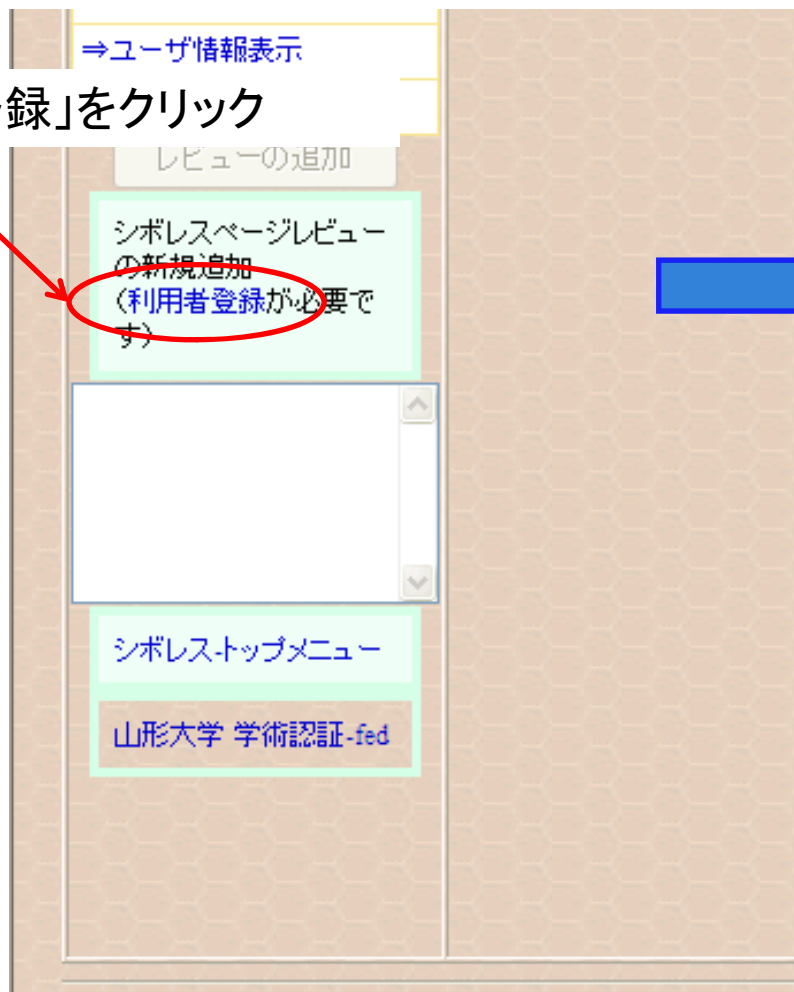 ⇒ユーザ情報表示
録」をクリック
レビューの追加
シボレスページレビュー
の新規追加
(利用者登録が必要で
す)
シボレス-トップメニュー
山形大学 学術認証-fed